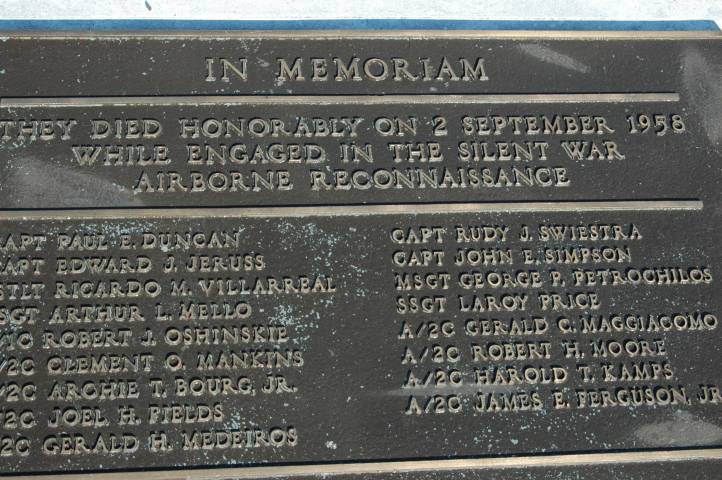 IN MEMORIAM
THEY DIED HONORABLY ON 2 SEPTEMBER 1958
WHILE ENGAGED IN THE SILENT WAR
AIRBORNE RECONNAISSANCE
CAPT PAUL E. DUNCAN
CAPT EDWARD J. JERUSS
1STLT RICARDO M. VILLARREAL
MSGT ARTHUR L. MELLO
A/1C ROBERT J. OSHINSKIE
A/2C CLEMENT O. MANKINS
A/2C ARCHIE T. BOURG, JR.
A/2C JOEL H. FIELDS
A/2C GERALD H. MEDEIROS
CAPT RUDY J. SWIESTRA
CAPT JOHN E. SIMPSON
MSGT GEORGE P. PETROCHILOS
SSGT LAROY PRICE
A/2C GERALD C. MAGGIACOMO
A/2C ROBERT H. MOORE
A/2C HAROLD T. KAMPS
A/2C JAMES E. FERGUSON, JR